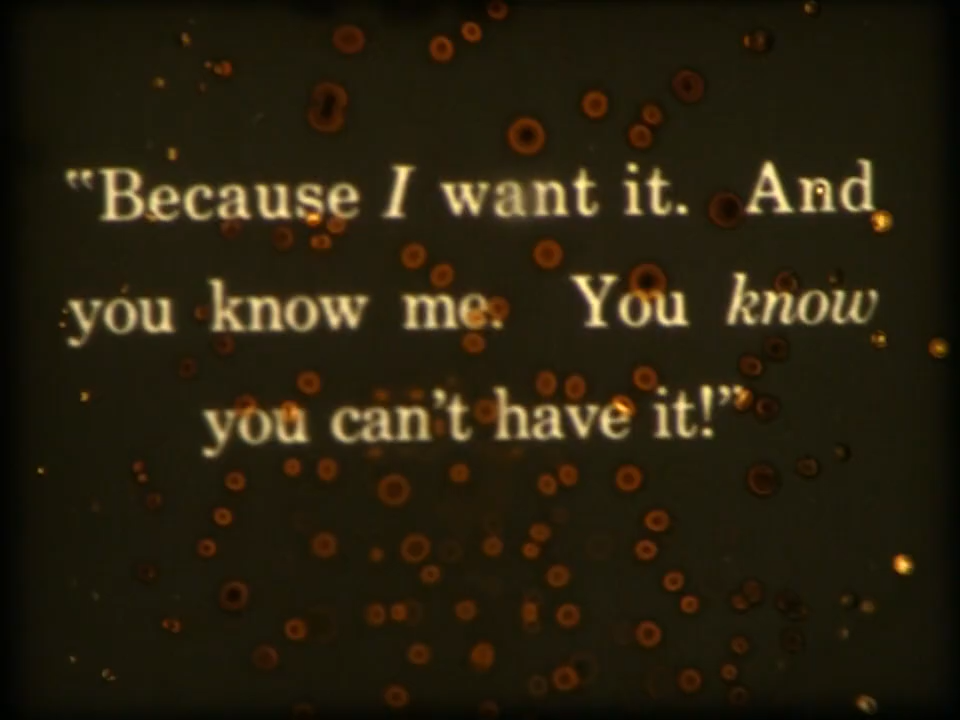 “Because I want it. And
you know me. You know
you can’t have it!”